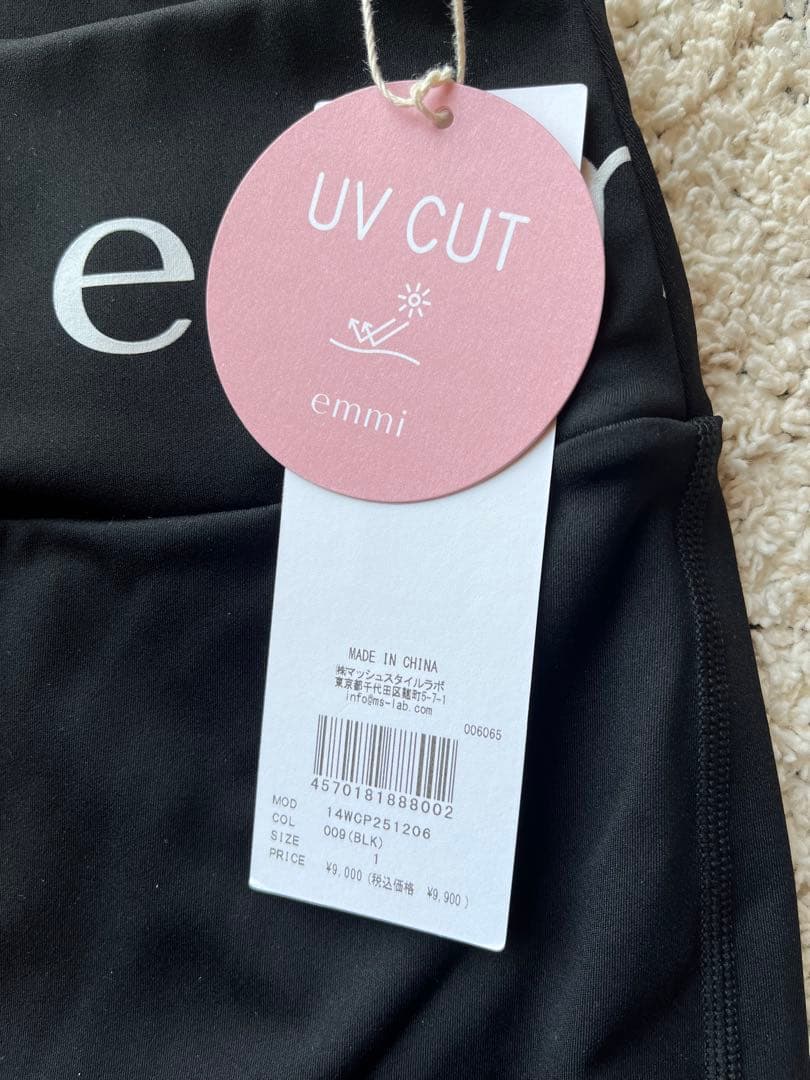 e
UV CUT
emmi
MADE IN CHINA
㈱マッシュスタイルラボ
東京都千代田区麹町5-7-1
info@ms-lab.com
006065
4570181888002
MOD 14WCP251206
COL 009(BLK)
SIZE 1
PRICE ¥9,000(税込価格 ¥9,900)